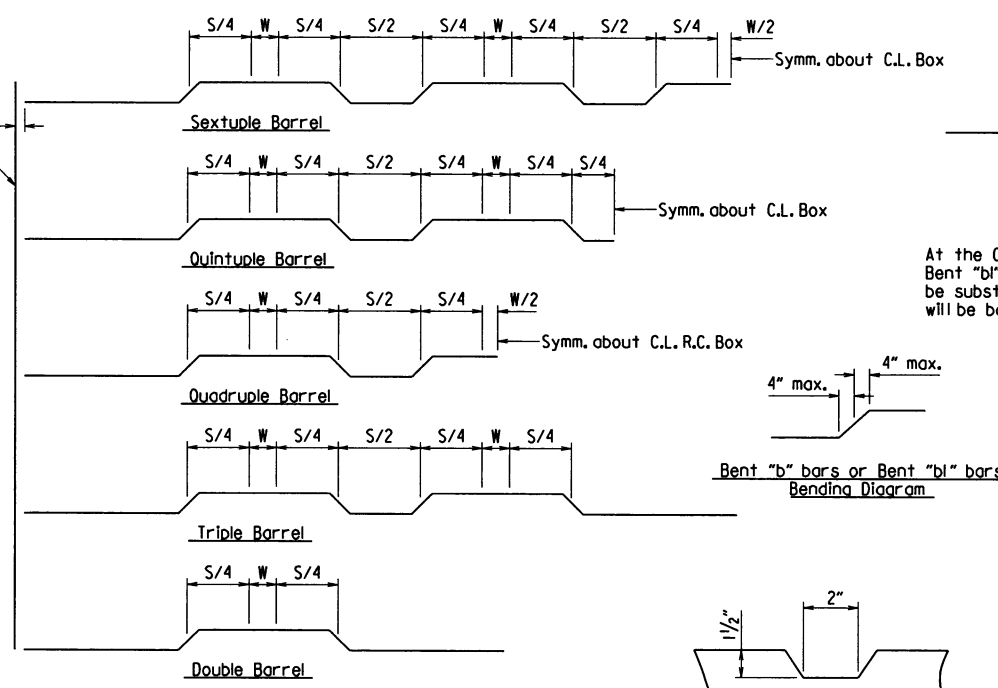 S/4 W S/4 S/2 S/4 W S/4 S/2 S/4 W/2
Symm. about C.L. Box
Sextuple Barrel
S/4 W S/4 S/2 S/4 W S/4 S/4
Symm. about C.L. Box
Quintuple Barrel
S/4 W S/4 S/2 S/4 W/2
Symm. about C.L. R.C. Box
Quadruple Barrel
S/4 W S/4 S/2 S/4 W S/4
Triple Barrel
S/4 W S/4
Double Barrel
At the
Bent "bl"
be subst
will be be
4" max.
4" max.
Bent "b" bars or Bent "bl" bars
Bending Diagram
2"
1½"